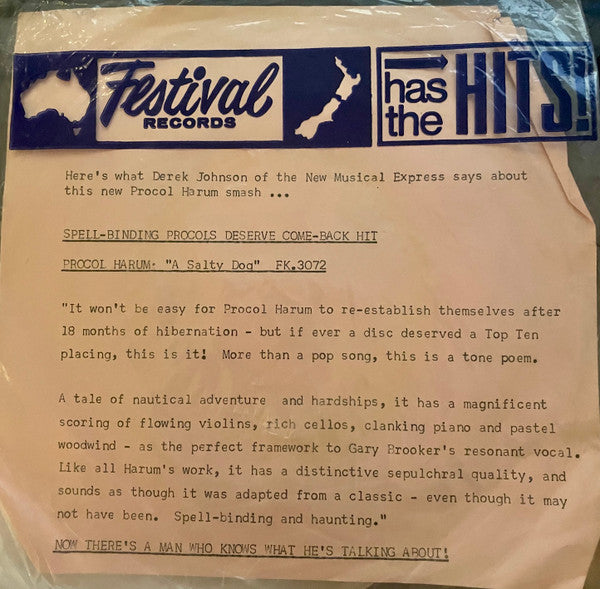 Festival
RECORDS
has
the
HITS!
Here's what Derek Johnson of the New Musical Express says about
this new Procol Harum smash ...
SPELL-BINDING PROCOLS DESERVE COME-BACK HIT
PROCOL HARUM: "A Salty Dog" FK.3072
"It won't be easy for Procol Harum to re-establish themselves after
18 months of hibernation - but if ever a disc deserved a Top Ten
placing, this is it! More than a pop song, this is a tone poem.
A tale of nautical adventure and hardships, it has a magnificent
scoring of flowing violins, rich cellos, clanking piano and pastel
woodwind - as the perfect framework to Gary Brooker's resonant vocal.
Like all Harum's work, it has a distinctive sepulchral quality, and
sounds as though it was adapted from a classic - even though it may
not have been. Spell-binding and haunting."
NOW THERE'S A MAN WHO KNOWS WHAT HE'S TALKING ABOUT!